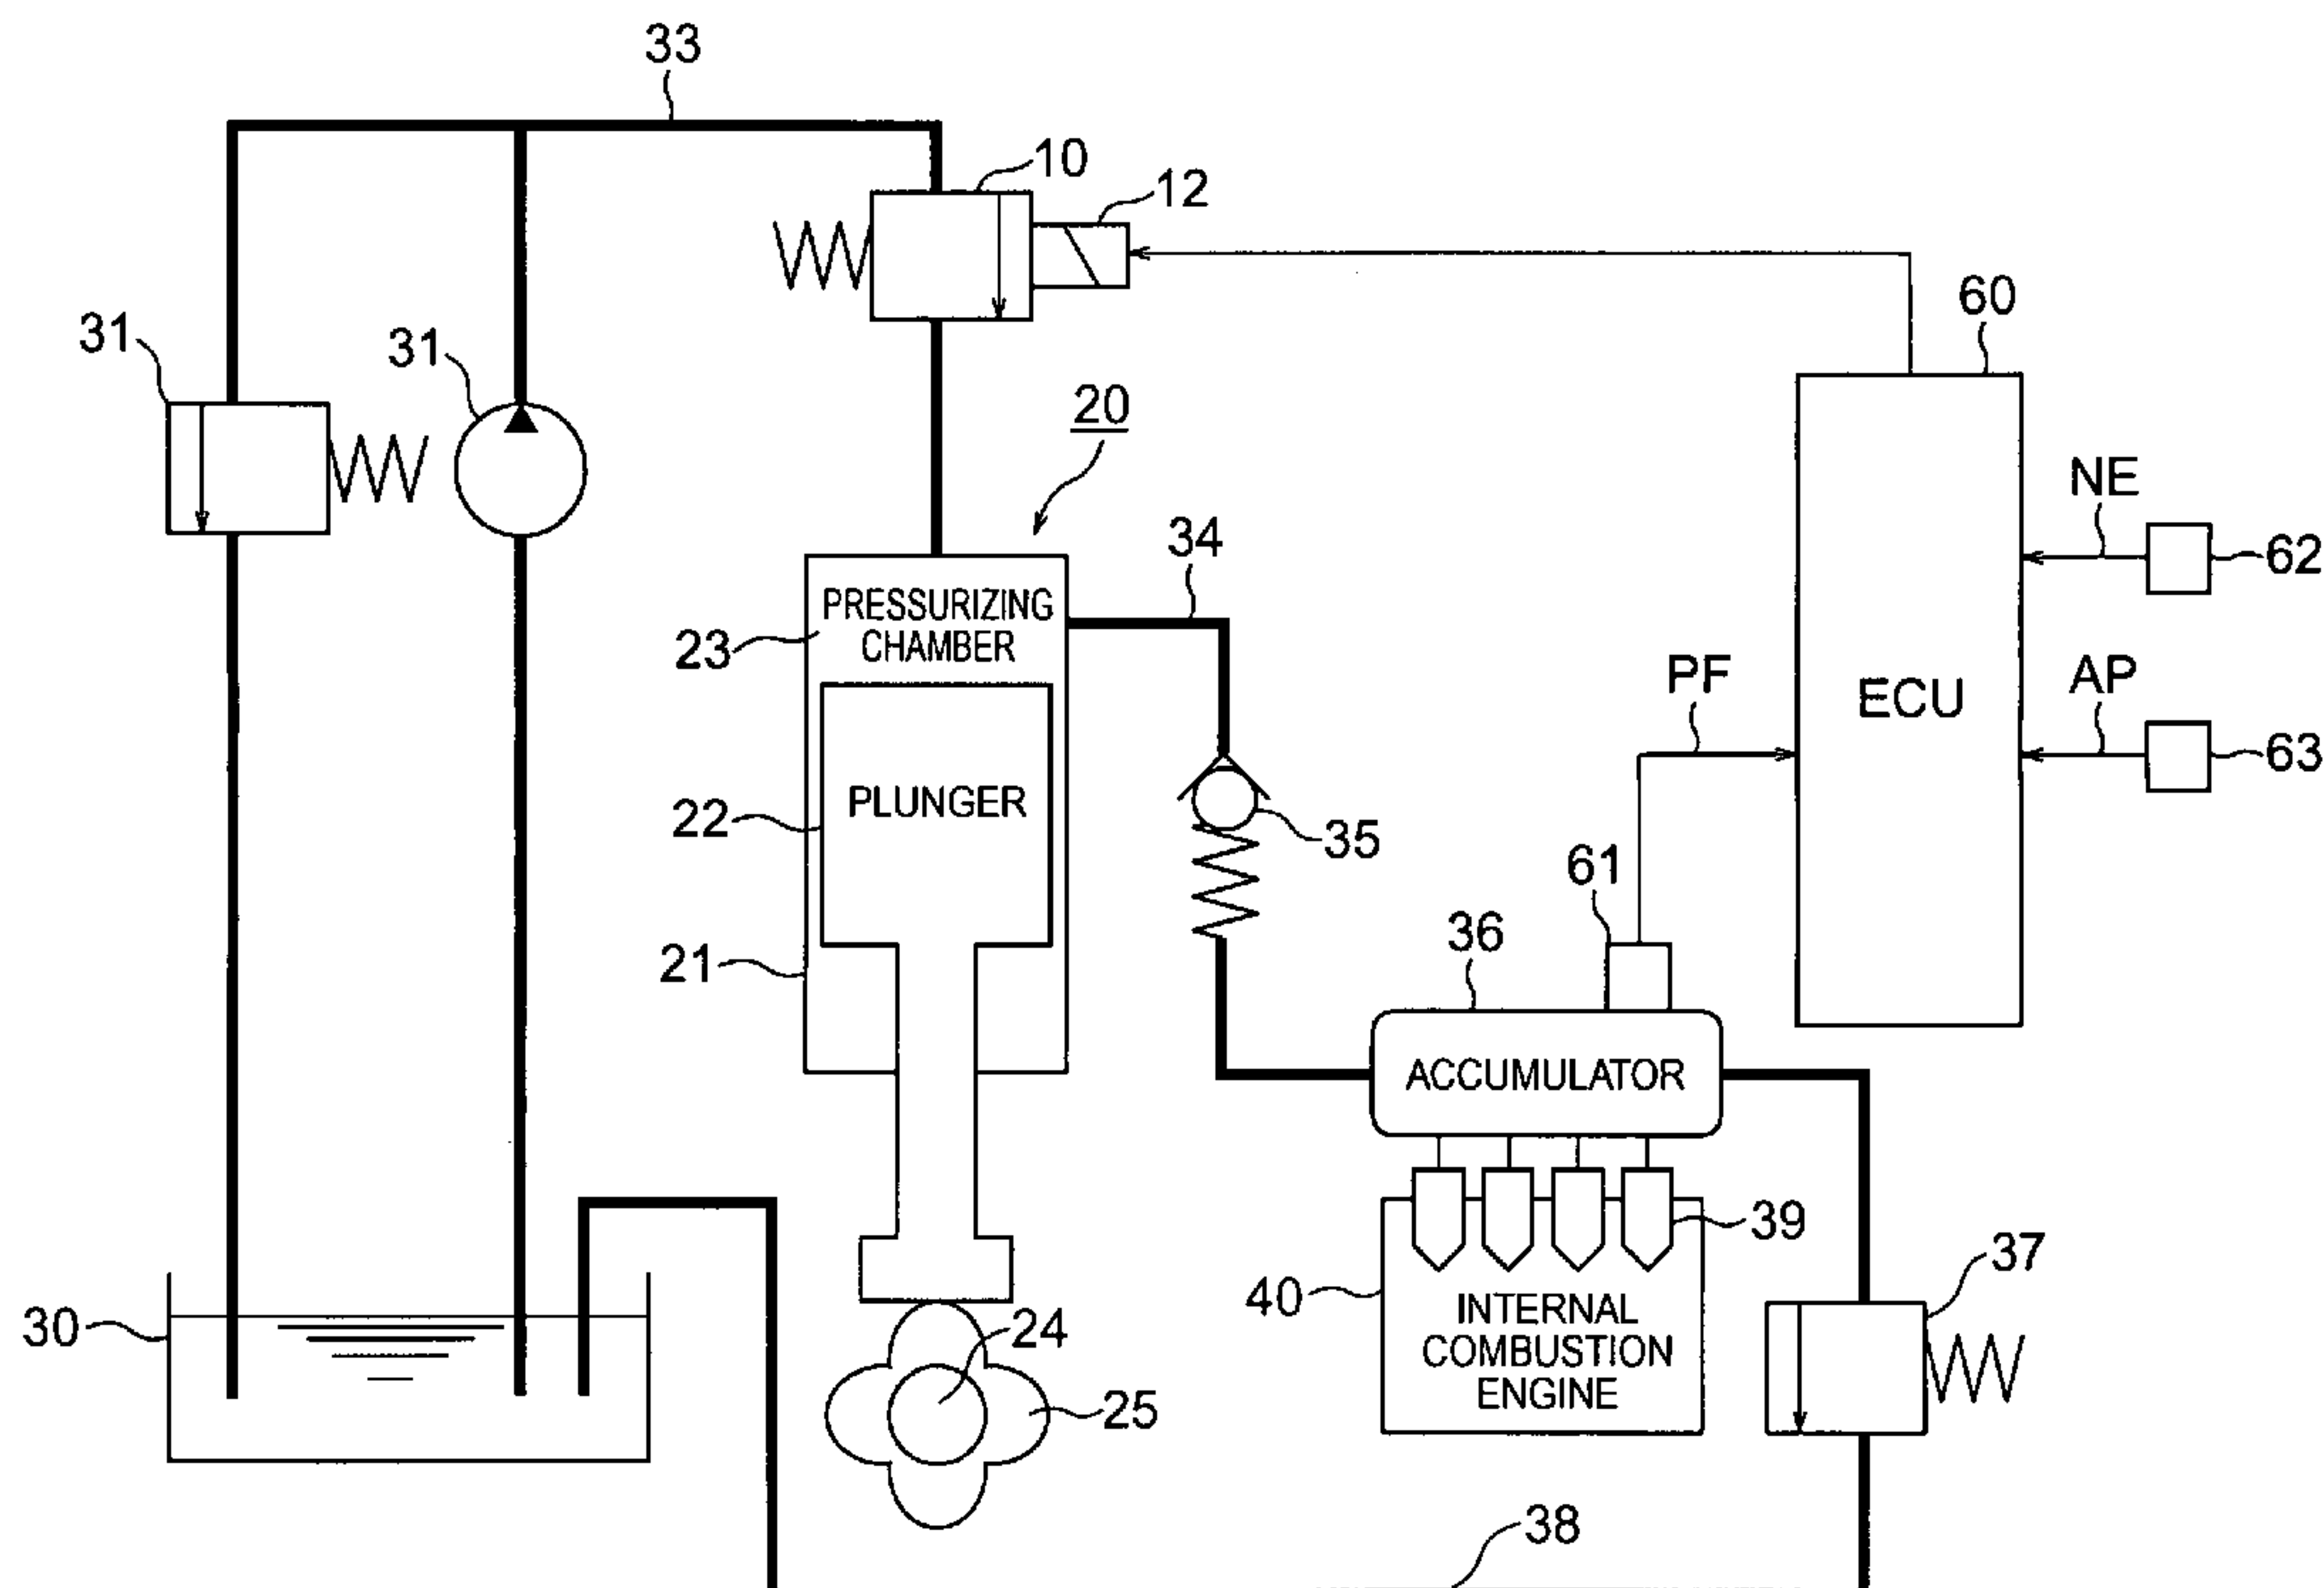 33
10
12
60
31
31
20
NE
34
62
PRESSURIZING
CHAMBER
23
PF
ECU
AP
63
22
PLUNGER
35
61
36
21
ACCUMULATOR
39
37
40
INTERNAL
COMBUSTION
ENGINE
30
24
25
38